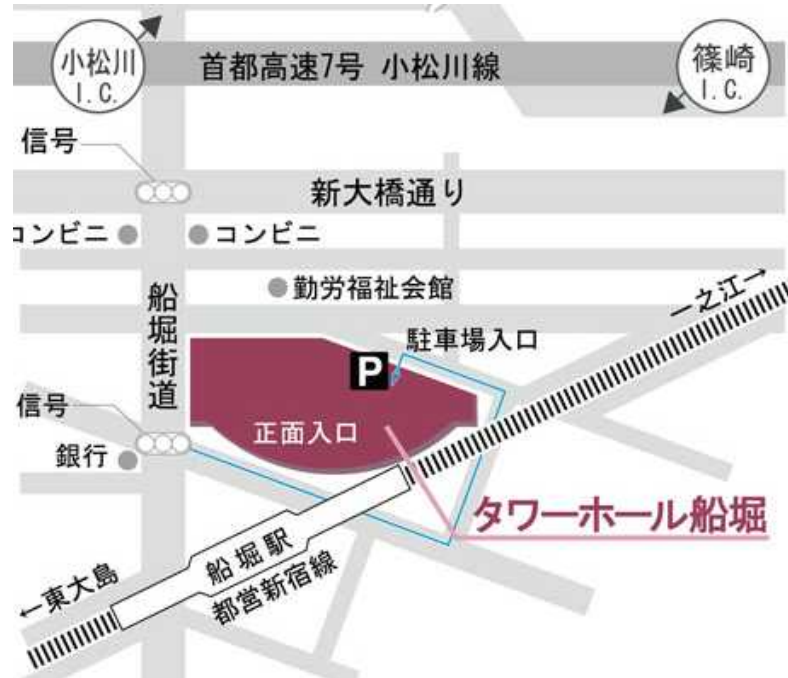 小松川
I.C.
首都高速7号 小松川線
篠崎
I.C.
信号
新大橋通り
コンビニ
コンビニ
船堀街道
勤労福祉会館
一之江→
駐車場入口
P
信号
正面入口
銀行
タワーホール船堀
船堀駅
都営新宿線
←東大島